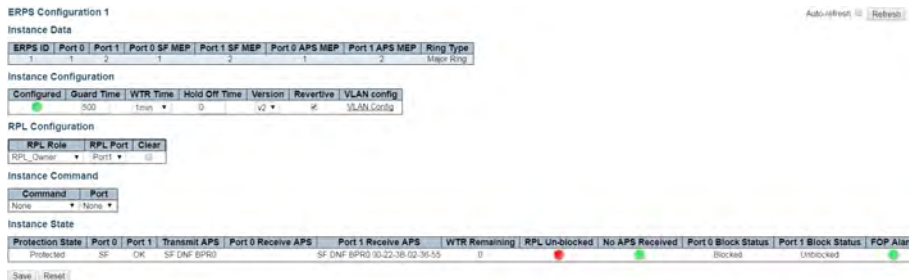 ERPS Configuration 1
Auto-refresh Refresh
Instance Data
ERPS ID Port 0 Port 1 Port 0 SF MEP Port 1 SF MEP Port 0 APS MEP Port 1 APS MEP Ring Type
1 1 2 1 2 1 2 Major Ring
Instance Configuration
Configured Guard Time WTR Time Hold Off Time Version Revertive VLAN config
500 1min 0 v2 VLAN Config
RPL Configuration
RPL Role RPL Port Clear
RPL_Owner Port1
Instance Command
Command Port
None None
Instance State
Protection State Port 0 Port 1 Transmit APS Port 0 Receive APS Port 1 Receive APS WTR Remaining RPL Un-blocked No APS Received Port 0 Block Status Port 1 Block Status FOP Alar
Protected SF OK SF DNF BPR0 SF DNF BPR0 00-22-3B-02-36-55 0 Blocked Unblocked
Save Reset